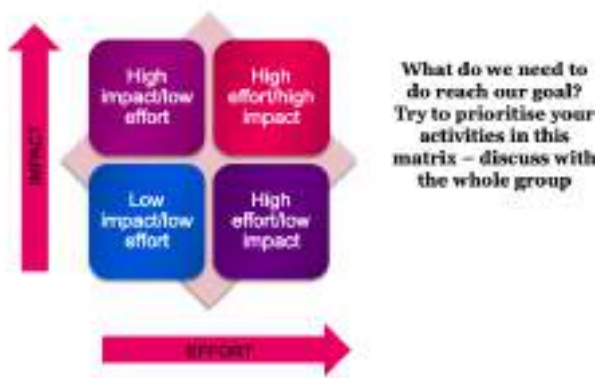 IMPACT
High
impact/low
effort
High
effort/high
impact
Low
impact/low
effort
High
effort/low
impact
EFFORT
What do we need to
do reach our goal?
Try to prioritise your
activities in this
matrix – discuss with
the whole group